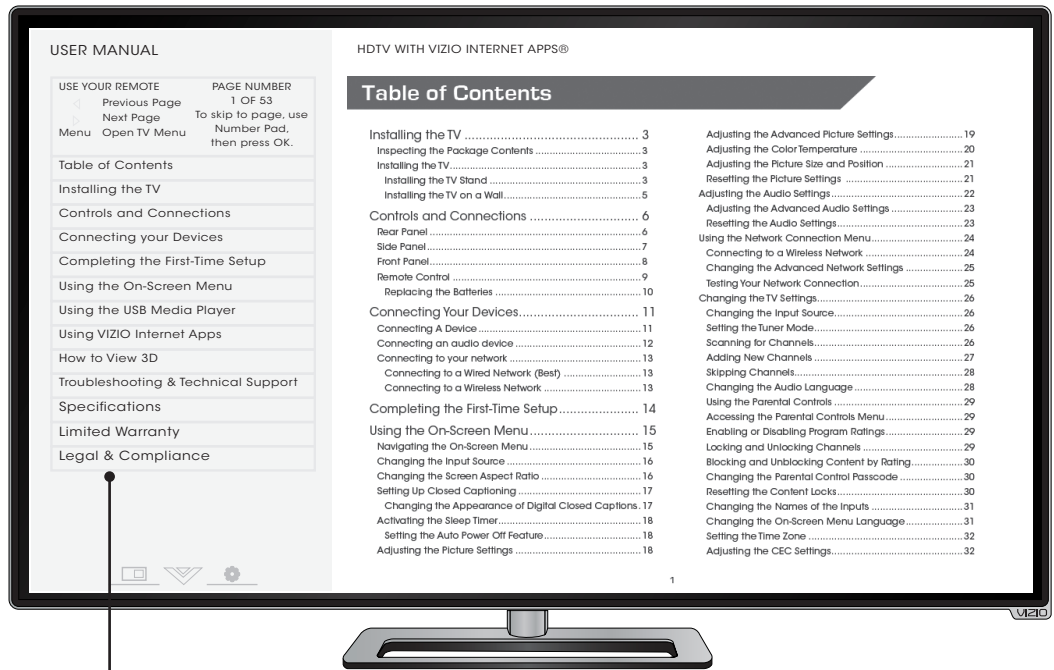 USER MANUAL
HDTV WITH VIZIO INTERNET APPS®
USE YOUR REMOTE
Previous Page
Next Page
Menu Open TV Menu
PAGE NUMBER
1 OF 53
To skip to page, use
Number Pad,
then press OK.
Table of Contents
Installing the TV
Controls and Connections
Connecting your Devices
Completing the First-Time Setup
Using the On-Screen Menu
Using the USB Media Player
Using VIZIO Internet Apps
How to View 3D
Troubleshooting & Technical Support
Specifications
Limited Warranty
Legal & Compliance
Table of Contents
Installing the TV ........ 3
Inspecting the Package Contents ........ 3
Installing the TV ........ 3
Installing the TV Stand ........ 3
Installing the TV on a Wall ........ 5
Controls and Connections ........ 6
Rear Panel ........ 6
Side Panel ........ 7
Front Panel ........ 8
Remote Control ........ 9
Replacing the Batteries ........ 10
Connecting Your Devices ........ 11
Connecting A Device ........ 11
Connecting an audio device ........ 12
Connecting to your network ........ 13
Connecting to a Wired Network (Best) ........ 13
Connecting to a Wireless Network ........ 13
Completing the First-Time Setup ........ 14
Using the On-Screen Menu ........ 15
Navigating the On-Screen Menu ........ 15
Changing the Input Source ........ 16
Changing the Screen Aspect Ratio ........ 16
Setting Up Closed Captioning ........ 17
Changing the Appearance of Digital Closed Captions. 17
Activating the Sleep Timer ........ 18
Setting the Auto Power Off Feature ........ 18
Adjusting the Picture Settings ........ 18
Adjusting the Advanced Picture Settings ........ 19
Adjusting the Color Temperature ........ 20
Adjusting the Picture Size and Position ........ 21
Resetting the Picture Settings ........ 21
Adjusting the Audio Settings ........ 22
Adjusting the Advanced Audio Settings ........ 23
Resetting the Audio Settings ........ 23
Using the Network Connection Menu ........ 24
Connecting to a Wireless Network ........ 24
Changing the Advanced Network Settings ........ 25
Testing Your Network Connection ........ 25
Changing the TV Settings ........ 26
Changing the Input Source ........ 26
Setting the Tuner Mode ........ 26
Scanning for Channels ........ 26
Adding New Channels ........ 27
Skipping Channels ........ 28
Changing the Audio Language ........ 28
Using the Parental Controls ........ 29
Accessing the Parental Controls Menu ........ 29
Enabling or Disabling Program Ratings ........ 29
Locking and Unlocking Channels ........ 29
Blocking and Unblocking Content by Rating ........ 30
Changing the Parental Control Passcode ........ 30
Resetting the Content Locks ........ 30
Changing the Names of the Inputs ........ 31
Changing the On-Screen Menu Language ........ 31
Setting the Time Zone ........ 32
Adjusting the CEC Settings ........ 32
1
VIZIO